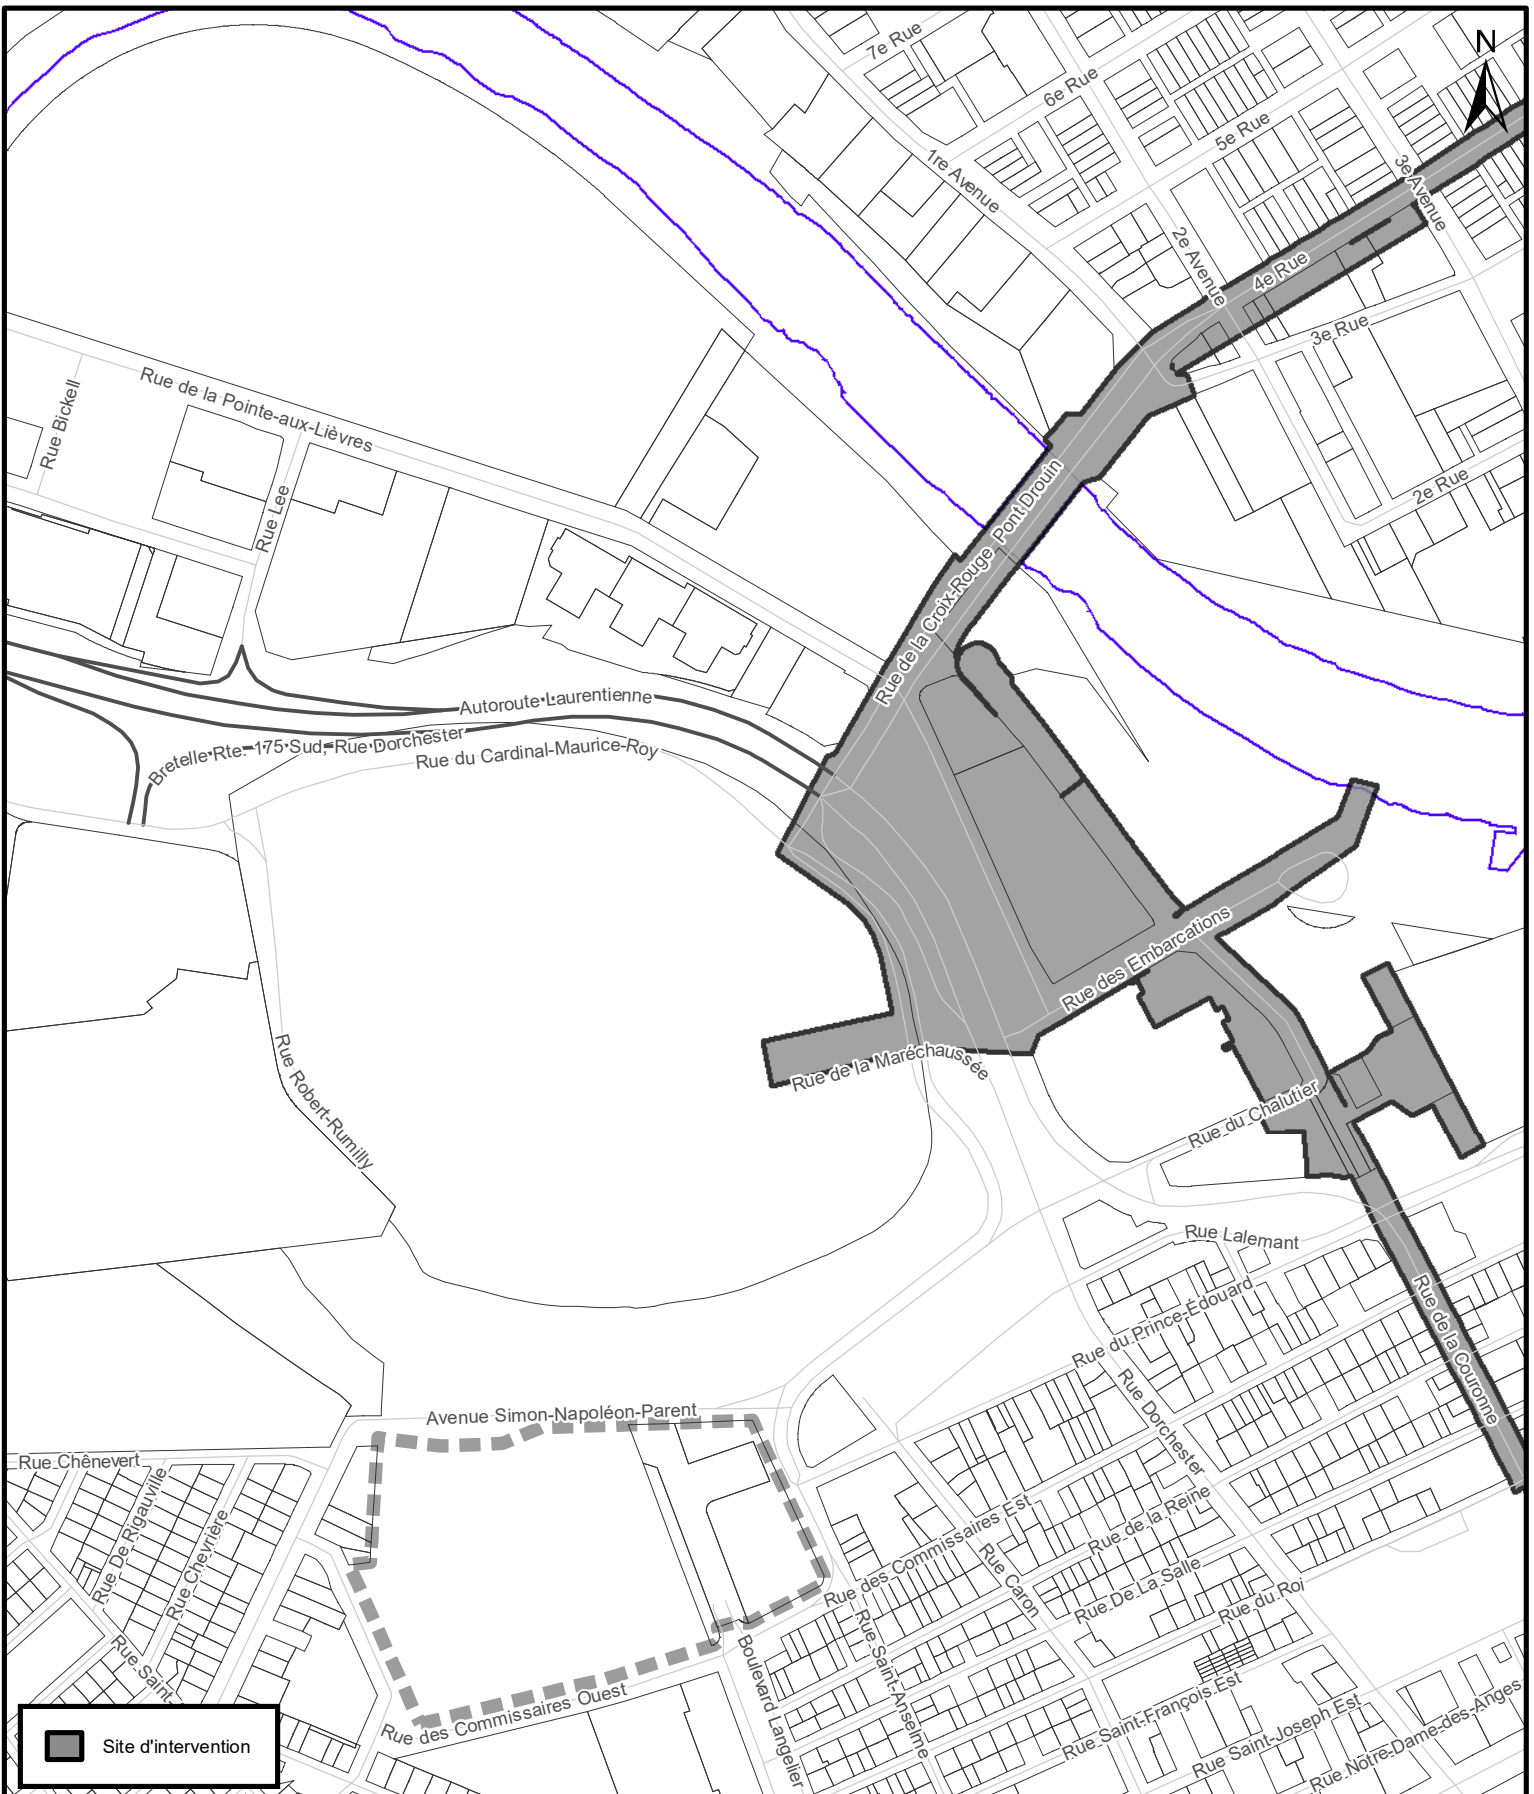 7e Rue
N
6e Rue
5e Rue
1re Avenue
3e Avenue
2e Avenue
4e Rue
3e Rue
Rue de la Pointe-aux-Lièvres
Rue Bickell
2e Rue
Rue Lee
Pont Drouin
Rue de la Croix-Rouge
Autoroute Laurentienne
Bretelle Rte. 175 Sud, Rue Dorchester
Rue du Cardinal-Maurice-Roy
Rue des Embarcations
Rue de la Maréchaussée
Rue Robert-Rumilly
Rue du Chalutier
Rue Lalemant
Rue du Prince-Édouard
Rue de la Couronne
Rue Dorchester
Avenue Simon-Napoléon-Parent
Rue Chênevert
Rue De Rigauville
Rue Chevrière
Rue des Commissaires Est
Rue de la Reine
Rue Caron
Rue De La Salle
Rue du Roi
Rue Saint-Anselme
Rue Saint-
Boulevard Langelier
Rue des Commissaires Ouest
Rue Saint-François Est
Rue Saint-Joseph Est
Rue Notre-Dame-des-Anges
Site d'intervention